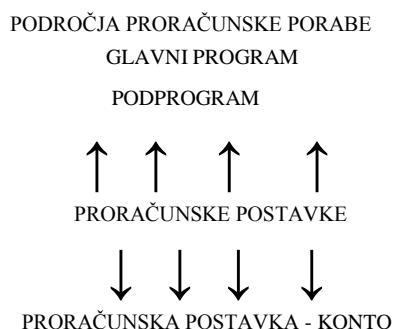 PODROČJA PRORAČUNSKE PORABE
GLAVNI PROGRAM
PODPROGRAM
PRORAČUNSKE POSTAVKE
PRORAČUNSKA POSTAVKA - KONTO